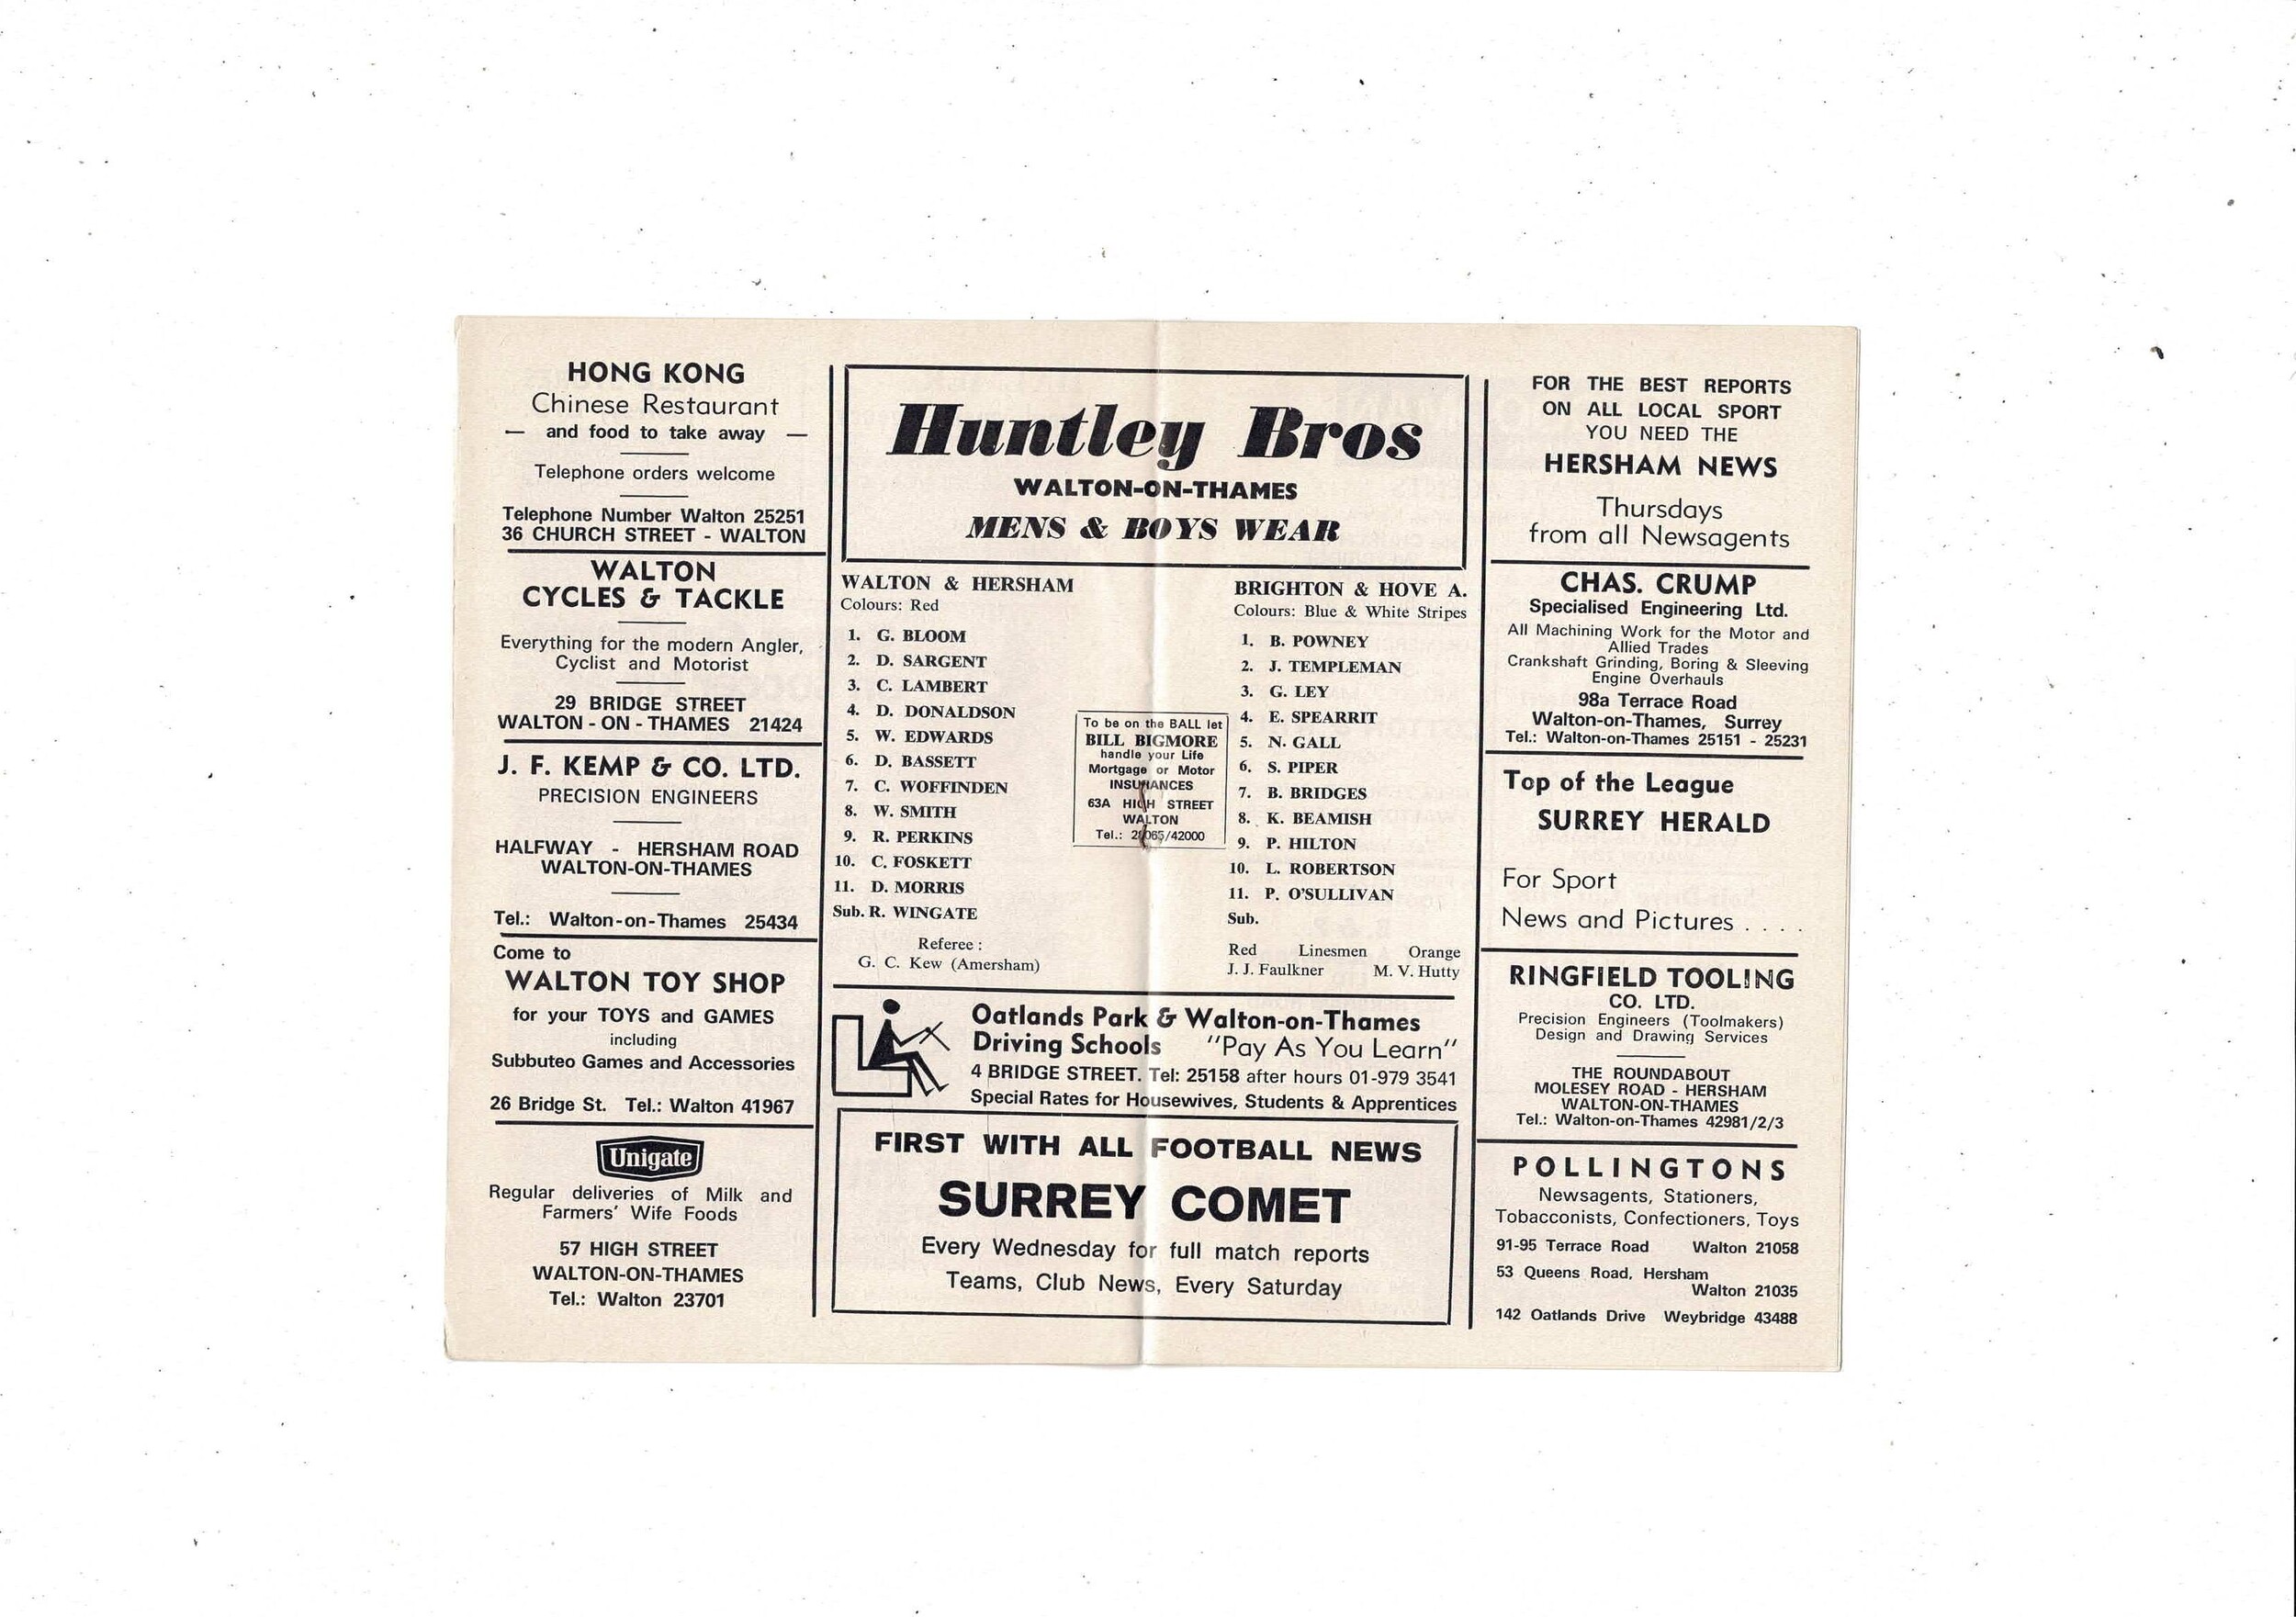 HONG KONG
Chinese Restaurant
— and food to take away —
Telephone orders welcome
Telephone Number Walton 25251
36 CHURCH STREET - WALTON
WALTON
CYCLES & TACKLE
Everything for the modern Angler,
Cyclist and Motorist
29 BRIDGE STREET
WALTON - ON - THAMES 21424
J. F. KEMP & CO. LTD.
PRECISION ENGINEERS
HALFWAY - HERSHAM ROAD
WALTON-ON-THAMES
Tel.: Walton-on-Thames 25434
Come to
WALTON TOY SHOP
for your TOYS and GAMES
including
Subbuteo Games and Accessories
26 Bridge St. Tel.: Walton 41967
Unigate
Regular deliveries of Milk and
Farmers' Wife Foods
57 HIGH STREET
WALTON-ON-THAMES
Tel.: Walton 23701
Huntley Bros
WALTON-ON-THAMES
MENS & BOYS WEAR
WALTON & HERSHAM
Colours: Red
1. G. BLOOM
2. D. SARGENT
3. C. LAMBERT
4. D. DONALDSON
5. W. EDWARDS
6. D. BASSETT
7. C. WOFFINDEN
8. W. SMITH
9. R. PERKINS
10. C. FOSKETT
11. D. MORRIS
Sub. R. WINGATE
Referee :
G. C. Kew (Amersham)
To be on the BALL let
BILL BIGMORE
handle your Life
Mortgage or Motor
INSURANCES
63A HIGH STREET
WALTON
Tel.: /42000
BRIGHTON & HOVE A.
Colours: Blue & White Stripes
1. B. POWNEY
2. J. TEMPLEMAN
3. G. LEY
4. E. SPEARRIT
5. N. GALL
6. S. PIPER
7. B. BRIDGES
8. K. BEAMISH
9. P. HILTON
10. L. ROBERTSON
11. P. O'SULLIVAN
Sub.
Red Linesmen Orange
J. J. Faulkner M. V. Hutty
Oatlands Park & Walton-on-Thames
Driving Schools "Pay As You Learn"
4 BRIDGE STREET. Tel: 25158 after hours 01-979 3541
Special Rates for Housewives, Students & Apprentices
FIRST WITH ALL FOOTBALL NEWS
SURREY COMET
Every Wednesday for full match reports
Teams, Club News, Every Saturday
FOR THE BEST REPORTS
ON ALL LOCAL SPORT
YOU NEED THE
HERSHAM NEWS
Thursdays
from all Newsagents
CHAS. CRUMP
Specialised Engineering Ltd.
All Machining Work for the Motor and
Allied Trades
Crankshaft Grinding, Boring & Sleeving
Engine Overhauls
98a Terrace Road
Walton-on-Thames, Surrey
Tel.: Walton-on-Thames 25151 - 25231
Top of the League
SURREY HERALD
For Sport
News and Pictures . . . .
RINGFIELD TOOLING
CO. LTD.
Precision Engineers (Toolmakers)
Design and Drawing Services
THE ROUNDABOUT
MOLESEY ROAD - HERSHAM
WALTON-ON-THAMES
Tel.: Walton-on-Thames 42981/2/3
POLLINGTONS
Newsagents, Stationers,
Tobacconists, Confectioners, Toys
91-95 Terrace Road Walton 21058
53 Queens Road, Hersham
Walton 21035
142 Oatlands Drive Weybridge 43488